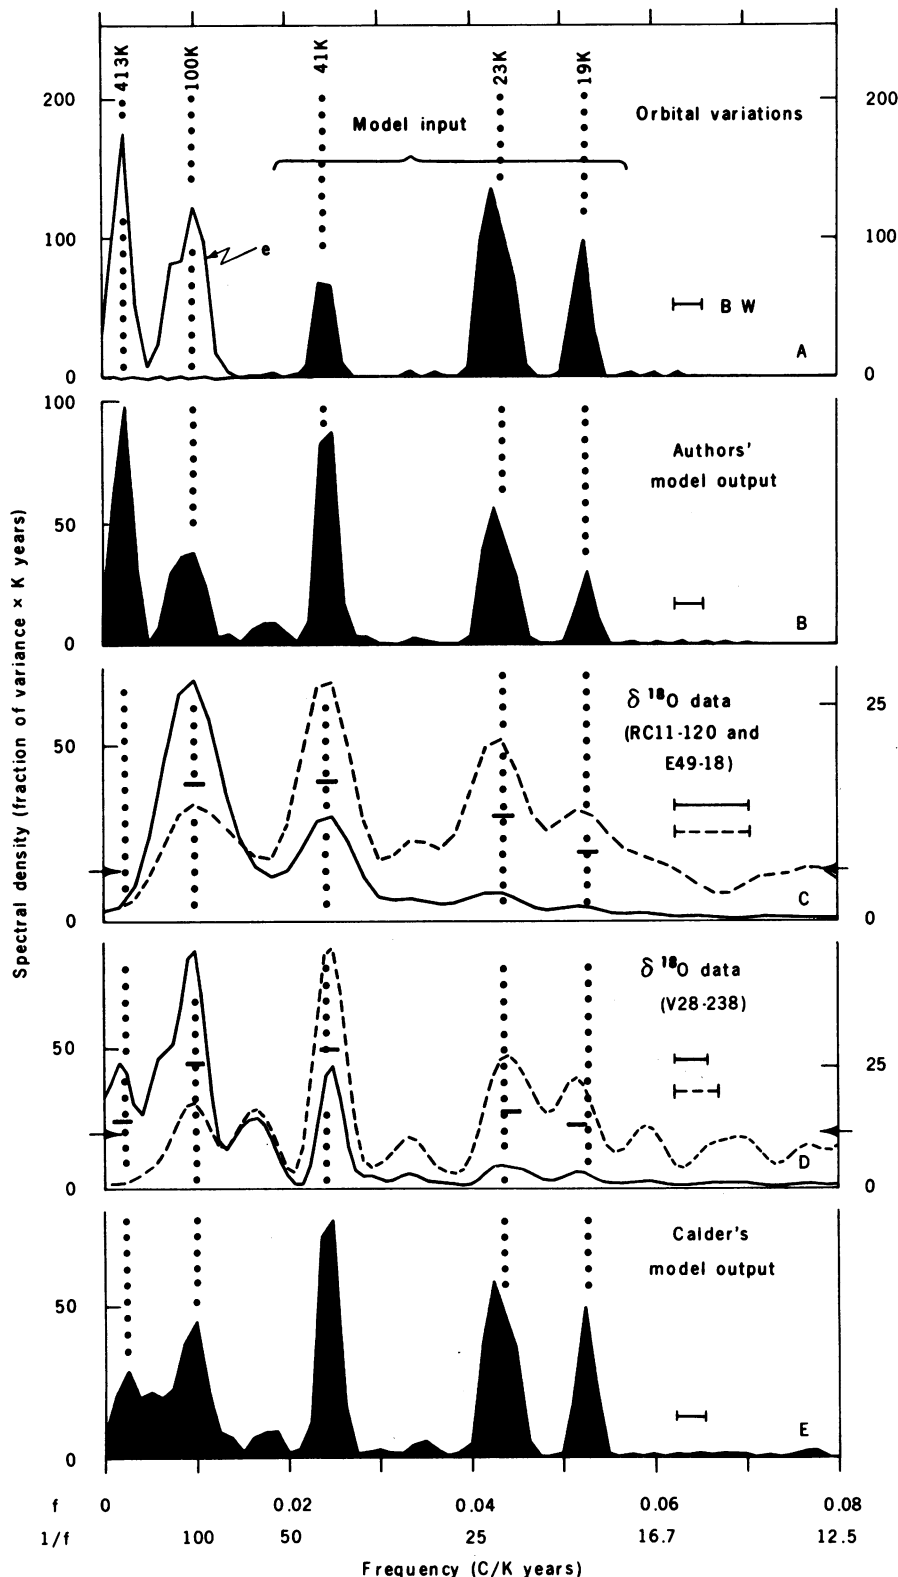 413K
100K
41K
23K
19K
200
200
Model input
Orbital variations
100
100
e
B W
A
0
0
100
Authors'
model output
50
B
0
δ ¹⁸O data
(RC11-120 and
E49-18)
25
50
C
0
0
δ ¹⁸O data
(V28-238)
50
25
D
0
0
Calder's
model output
50
E
0
Spectral density (fraction of variance × K years)
f 0 0.02 0.04 0.06 0.08
1/f 100 50 25 16.7 12.5
Frequency (C/K years)